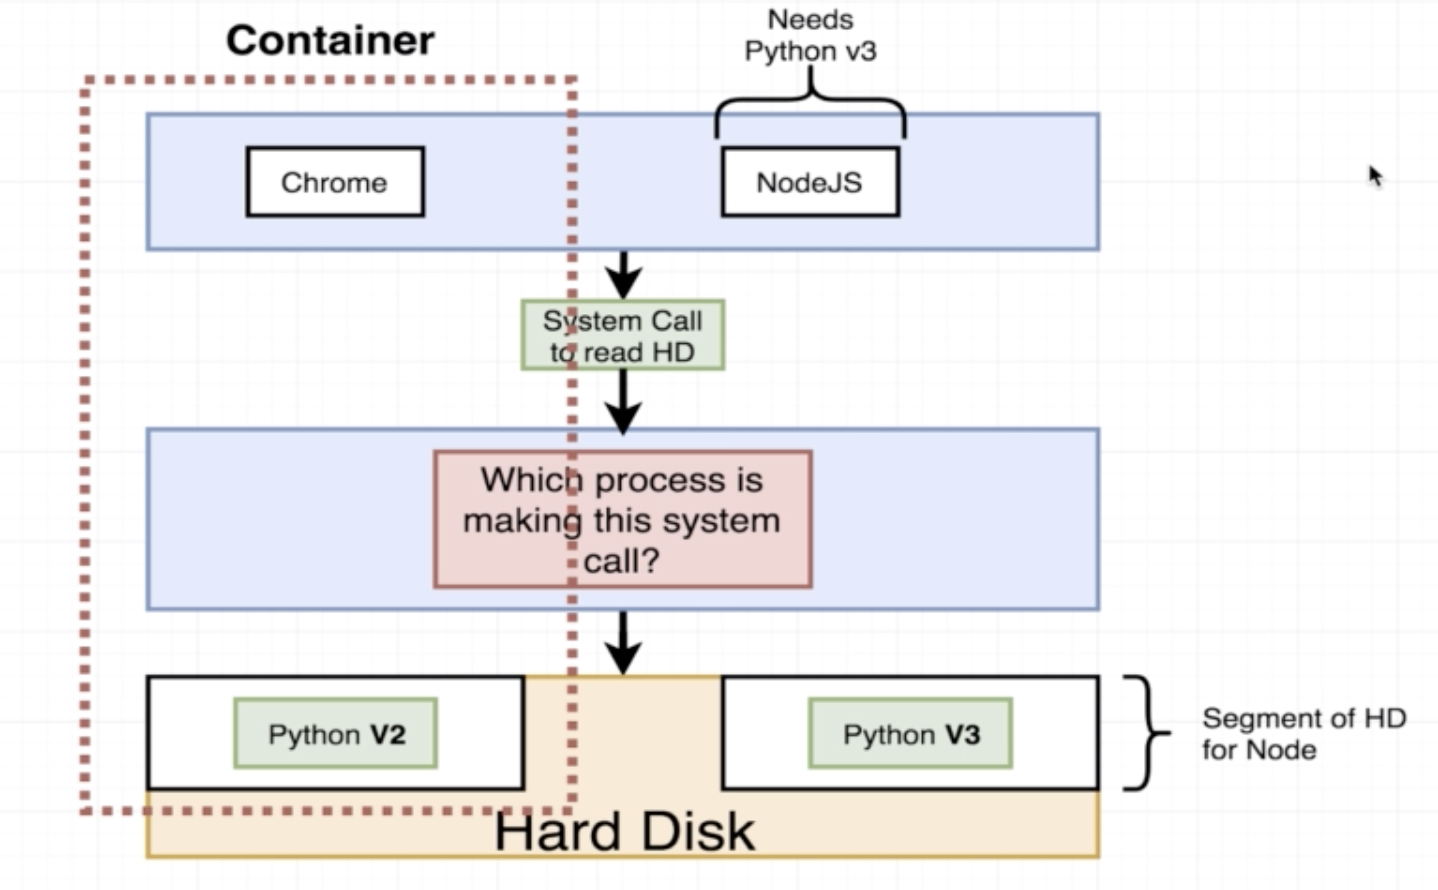 Container
Needs
Python v3
Chrome
NodeJS
System Call
to read HD
Which process is
making this system
call?
Python V2
Python V3
Segment of HD
for Node
Hard Disk